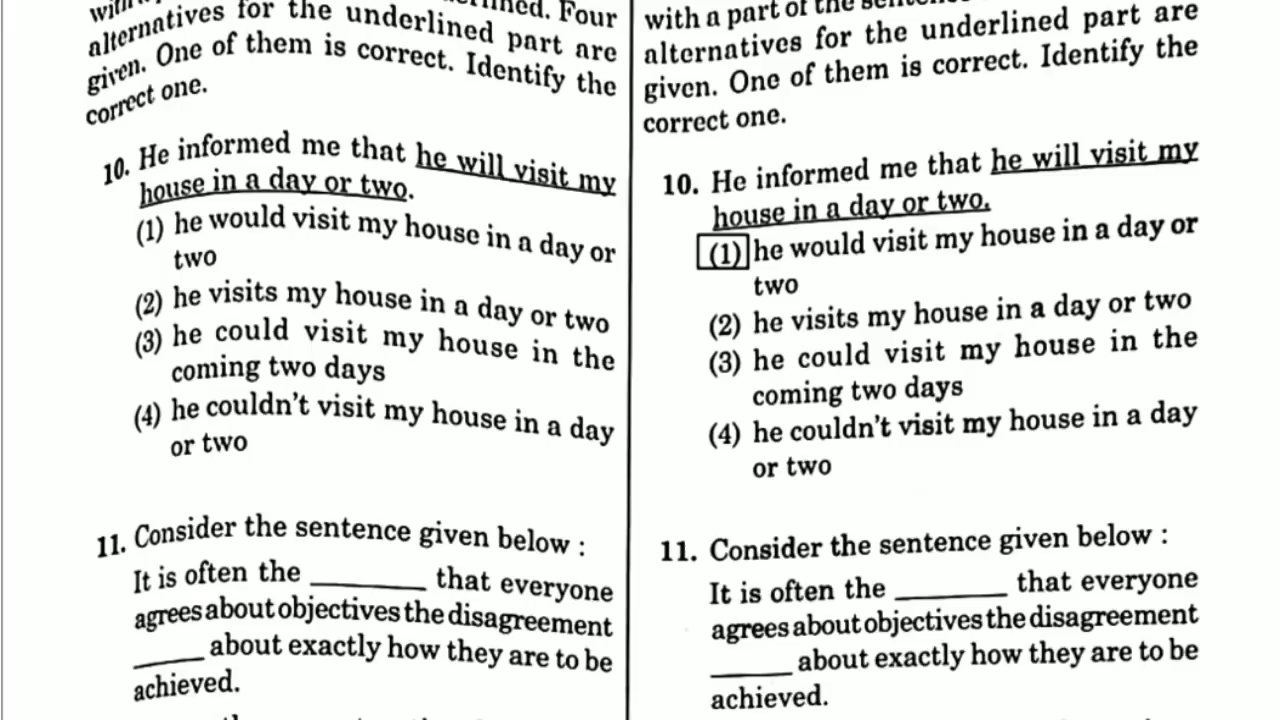 with
Four
alternatives for the underlined part are
given. One of them is correct. Identify the
correct one.
10. He informed me that he will visit my
house in a day or two.
(1) he would visit my house in a day or
two
(2) he visits my house in a day or two
(3) he could visit my house in the
coming two days
(4) he couldn't visit my house in a day
or two
11. Consider the sentence given below :
It is often the ________ that everyone
agrees about objectives the disagreement
_____ about exactly how they are to be
achieved.
with a part of the
alternatives for the underlined part are
given. One of them is correct. Identify the
correct one.
10. He informed me that he will visit my
house in a day or two.
(1) he would visit my house in a day or
two
(2) he visits my house in a day or two
(3) he could visit my house in the
coming two days
(4) he couldn't visit my house in a day
or two
11. Consider the sentence given below :
It is often the ________ that everyone
agrees about objectives the disagreement
______ about exactly how they are to be
achieved.